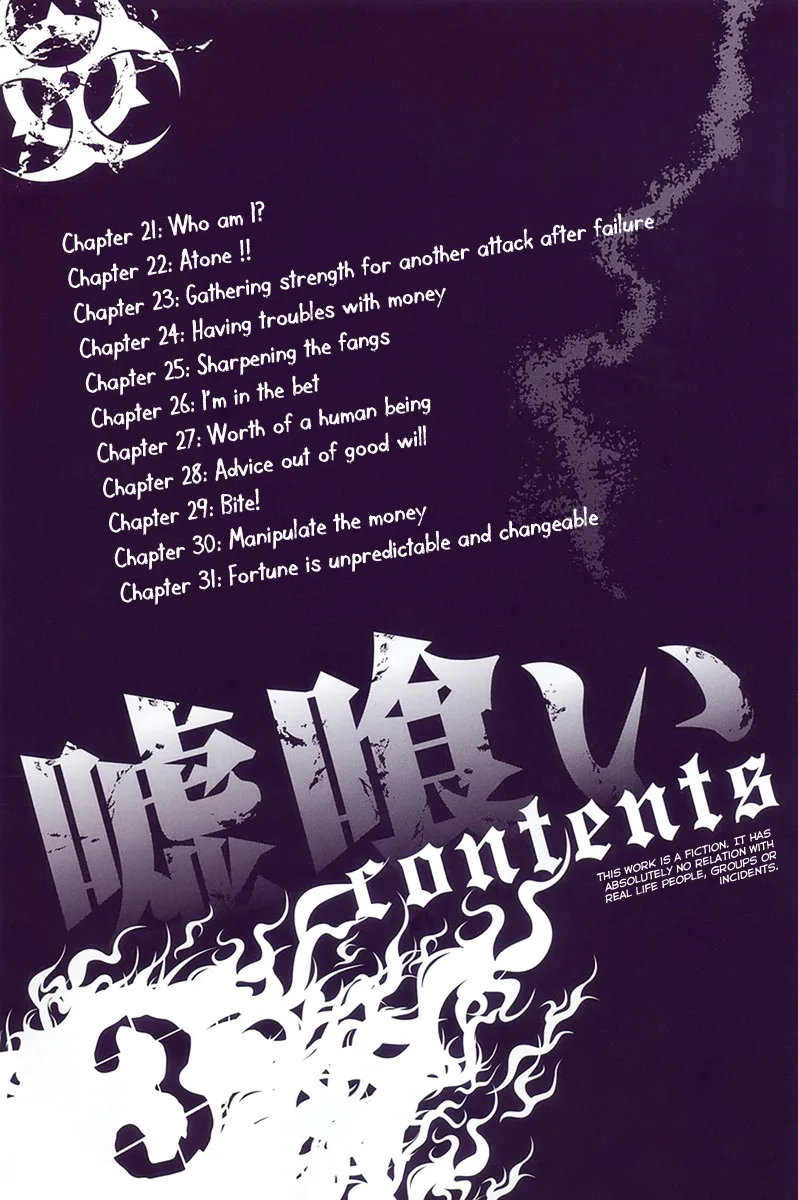 Chapter 21: Who am I?
Chapter 22: Atone !!
Chapter 23: Gathering strength for another attack after failure
Chapter 24: Having troubles with money
Chapter 25: Sharpening the fangs
Chapter 26: I'm in the bet
Chapter 27: Worth of a human being
Chapter 28: Advice out of good will
Chapter 29: Bite!
Chapter 30: Manipulate the money
Chapter 31: Fortune is unpredictable and changeable
嘘喰い
contents
THIS WORK IS A FICTION. IT HAS
ABSOLUTELY NO RELATION WITH
REAL LIFE PEOPLE, GROUPS OR
INCIDENTS.
3